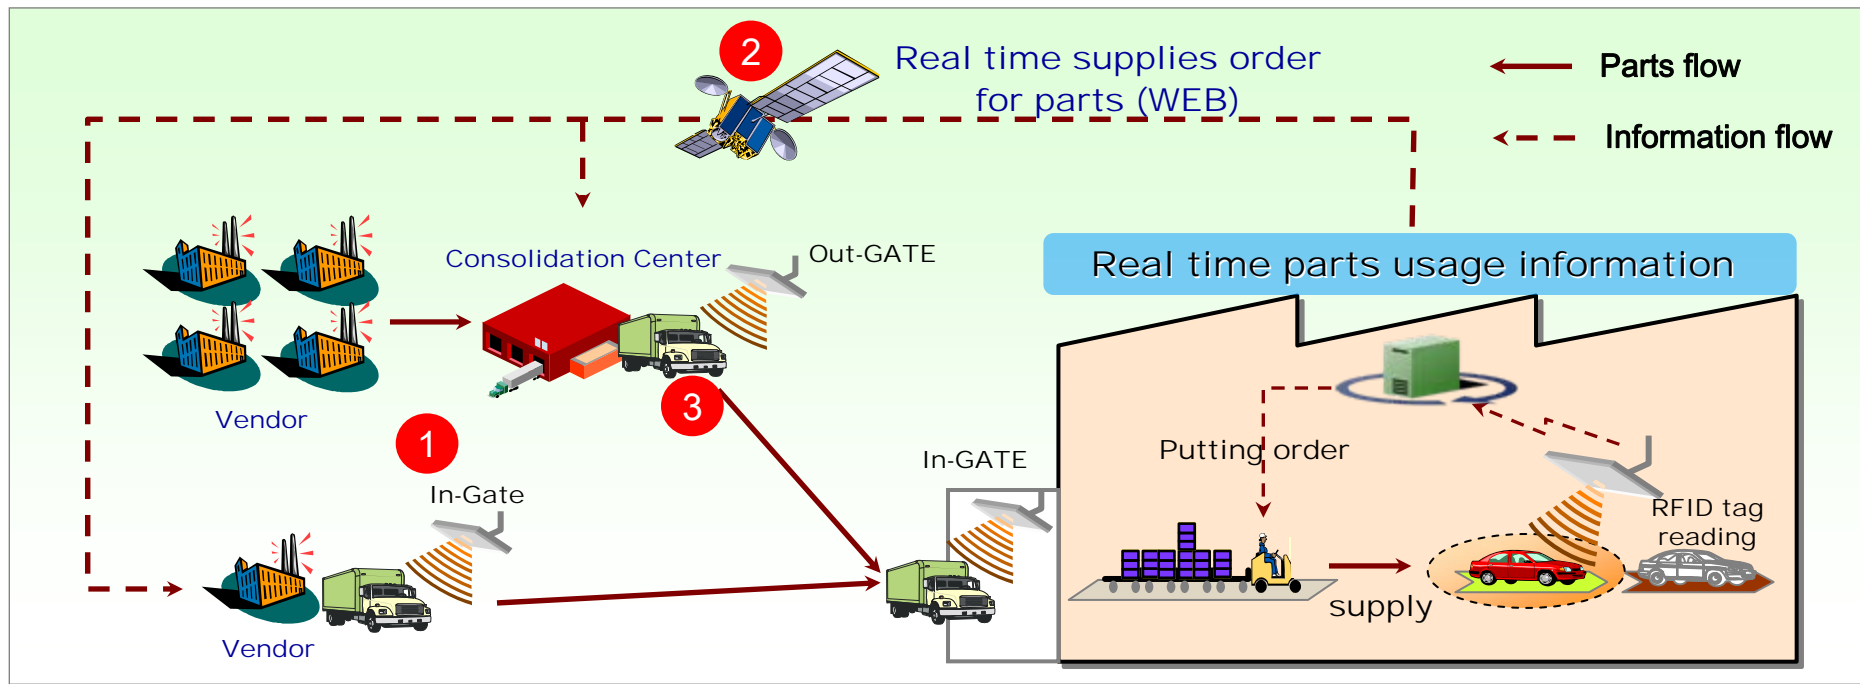 2
Real time supplies order
for parts (WEB)
Parts flow
Information flow
Consolidation Center
Out-GATE
Real time parts usage information
Vendor
3
1
In-Gate
In-GATE
Putting order
RFID tag
reading
supply
Vendor